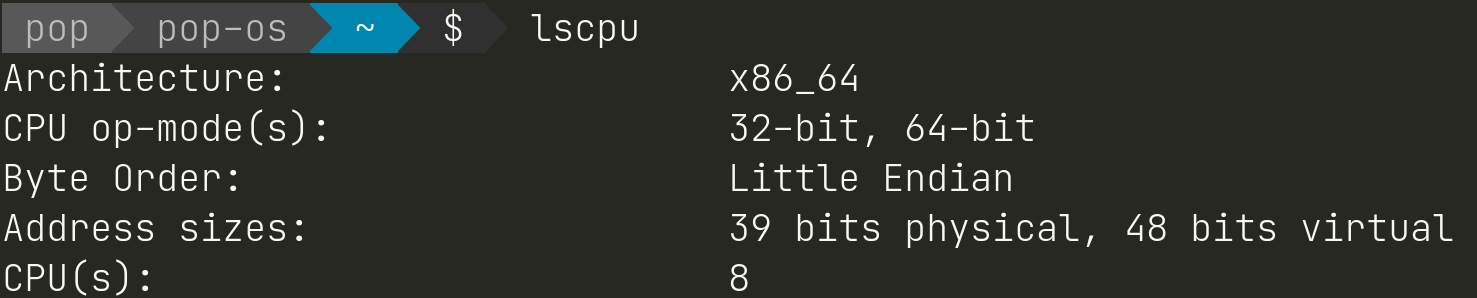 pop pop-os ~ $ lscpu
Architecture: x86_64
CPU op-mode(s): 32-bit, 64-bit
Byte Order: Little Endian
Address sizes: 39 bits physical, 48 bits virtual
CPU(s): 8